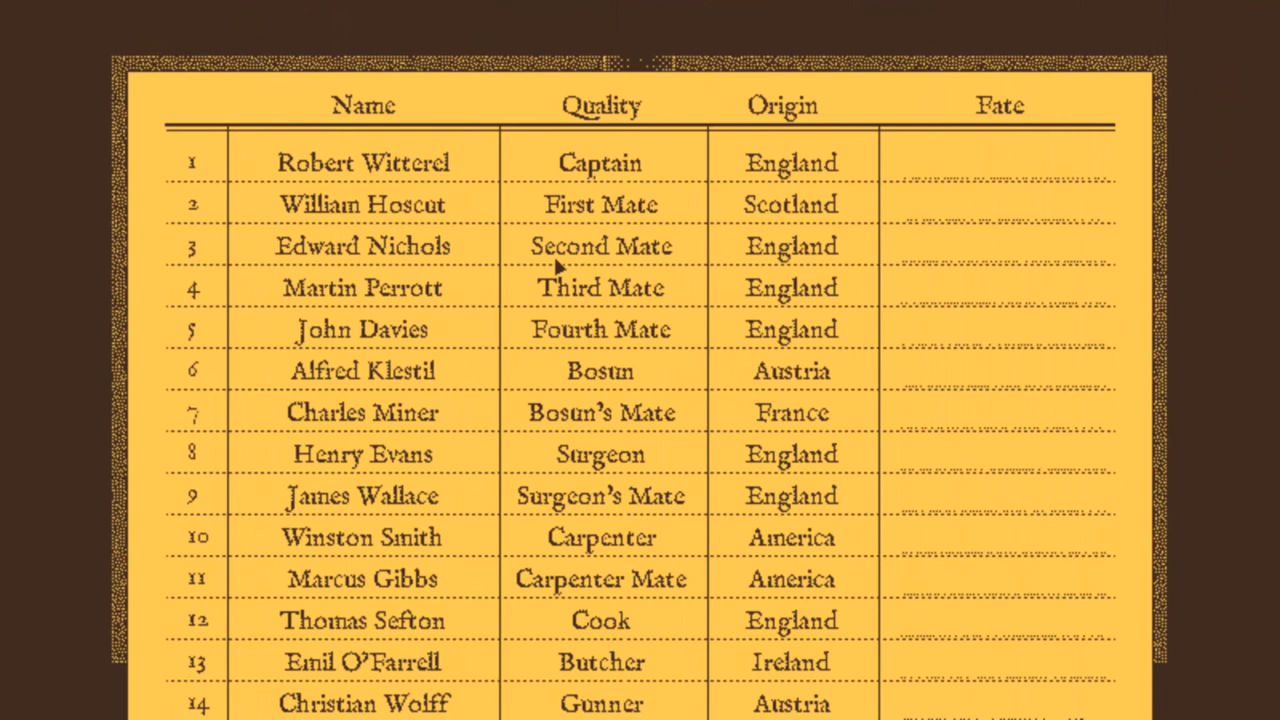 Name Quality Origin Fate
1 Robert Witterel Captain England
2 William Hoscut First Mate Scotland
3 Edward Nichols Second Mate England
4 Martin Perrott Third Mate England
5 John Davies Fourth Mate England
6 Alfred Klestil Bosun Austria
7 Charles Miner Bosun's Mate France
8 Henry Evans Surgeon England
9 James Wallace Surgeon's Mate England
10 Winston Smith Carpenter America
11 Marcus Gibbs Carpenter Mate America
12 Thomas Sefton Cook England
13 Emil O'Farrell Butcher Ireland
14 Christian Wolff Gunner Austria